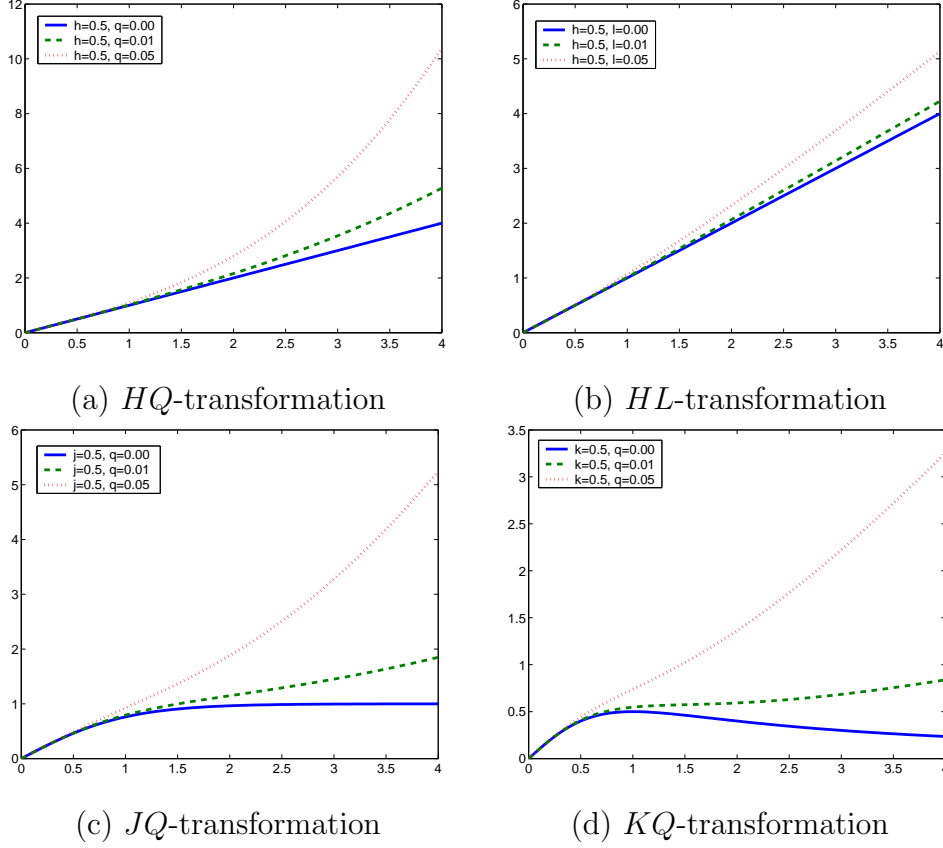 12
10
8
6
4
2
0
h=0.5, q=0.00
h=0.5, q=0.01
h=0.5, q=0.05
0 0.5 1 1.5 2 2.5 3 3.5 4
(a) HQ-transformation
6
5
4
3
2
1
0
h=0.5, l=0.00
h=0.5, l=0.01
h=0.5, l=0.05
0 0.5 1 1.5 2 2.5 3 3.5 4
(b) HL-transformation
6
5
4
3
2
1
0
j=0.5, q=0.00
j=0.5, q=0.01
j=0.5, q=0.05
0 0.5 1 1.5 2 2.5 3 3.5 4
(c) JQ-transformation
3.5
3
2.5
2
1.5
1
0.5
0
k=0.5, q=0.00
k=0.5, q=0.01
k=0.5, q=0.05
0 0.5 1 1.5 2 2.5 3 3.5 4
(d) KQ-transformation